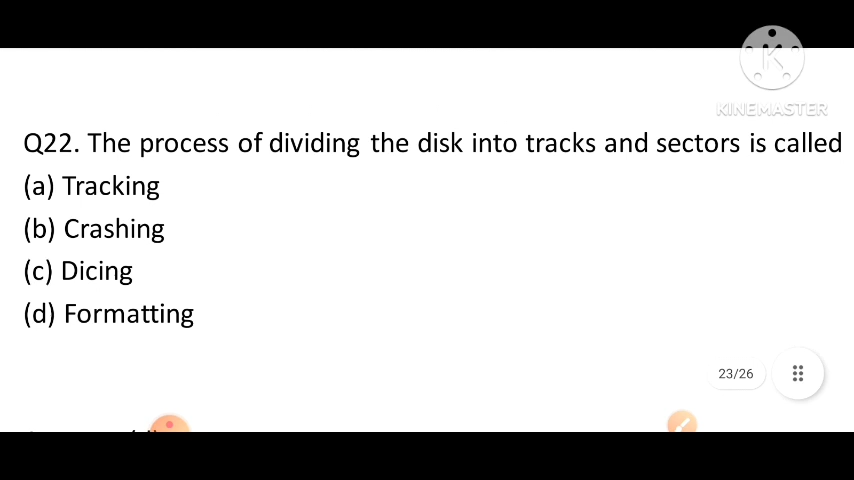 KINEMASTER
Q22. The process of dividing the disk into tracks and sectors is called
(a) Tracking
(b) Crashing
(c) Dicing
(d) Formatting
23/26